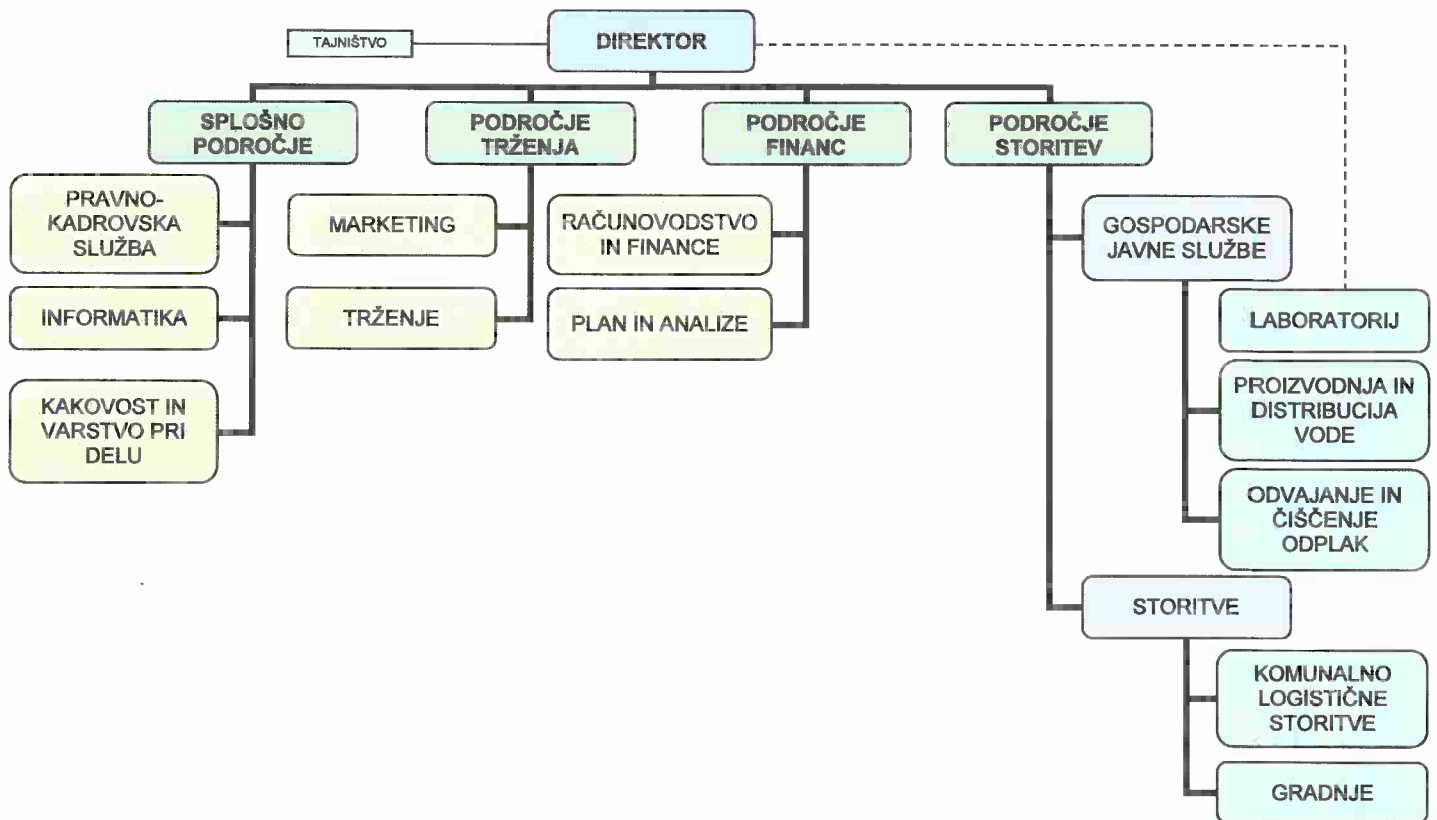 TAJNIŠTVO
DIREKTOR
SPLOŠNO
PODROČJE
PODROČJE
TRŽENJA
PODROČJE
FINANC
PODROČJE
STORITEV
PRAVNO-
KADROVSKA
SLUŽBA
INFORMATIKA
KAKOVOST IN
VARSTVO PRI
DELU
MARKETING
TRŽENJE
RAČUNOVODSTVO
IN FINANCE
PLAN IN ANALIZE
GOSPODARSKE
JAVNE SLUŽBE
LABORATORIJ
PROIZVODNJA IN
DISTRIBUCIJA
VODE
ODVAJANJE IN
ČIŠČENJE
ODPLAK
STORITVE
KOMUNALNO
LOGISTIČNE
STORITVE
GRADNJE